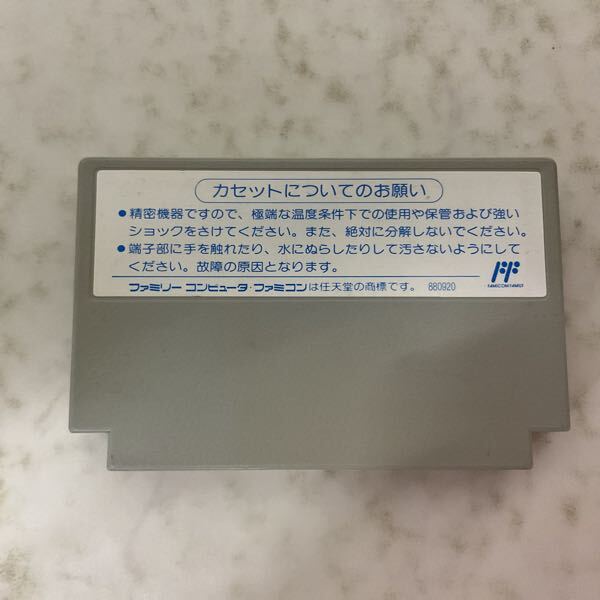 カセットについてのお願い
●精密機器ですので、極端な温度条件下での使用や保管および強い
ショックをさけてください。また、絶対に分解しないでください。
●端子部に手を触れたり、水にぬらしたりして汚さないようにして
ください。故障の原因となります。
ファミリーコンピュータ・ファミコンは任天堂の商標です。 880920
FF
FAMICOM FAMILY